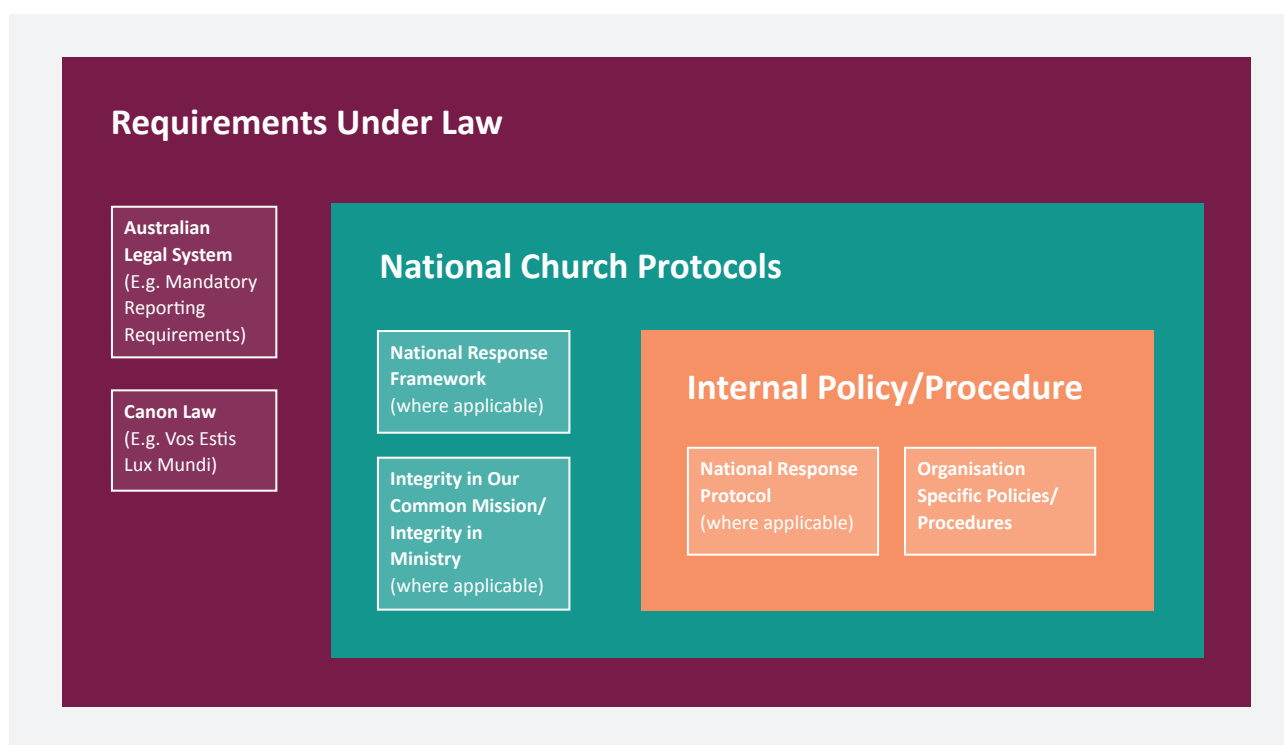 Requirements Under Law
Australian
Legal System
(E.g. Mandatory
Reporting
Requirements)
Canon Law
(E.g. Vos Estis
Lux Mundi)
National Church Protocols
National Response
Framework
(where applicable)
Integrity in Our
Common Mission/
Integrity in
Ministry
(where applicable)
Internal Policy/Procedure
National Response
Protocol
(where applicable)
Organisation
Specific Policies/
Procedures